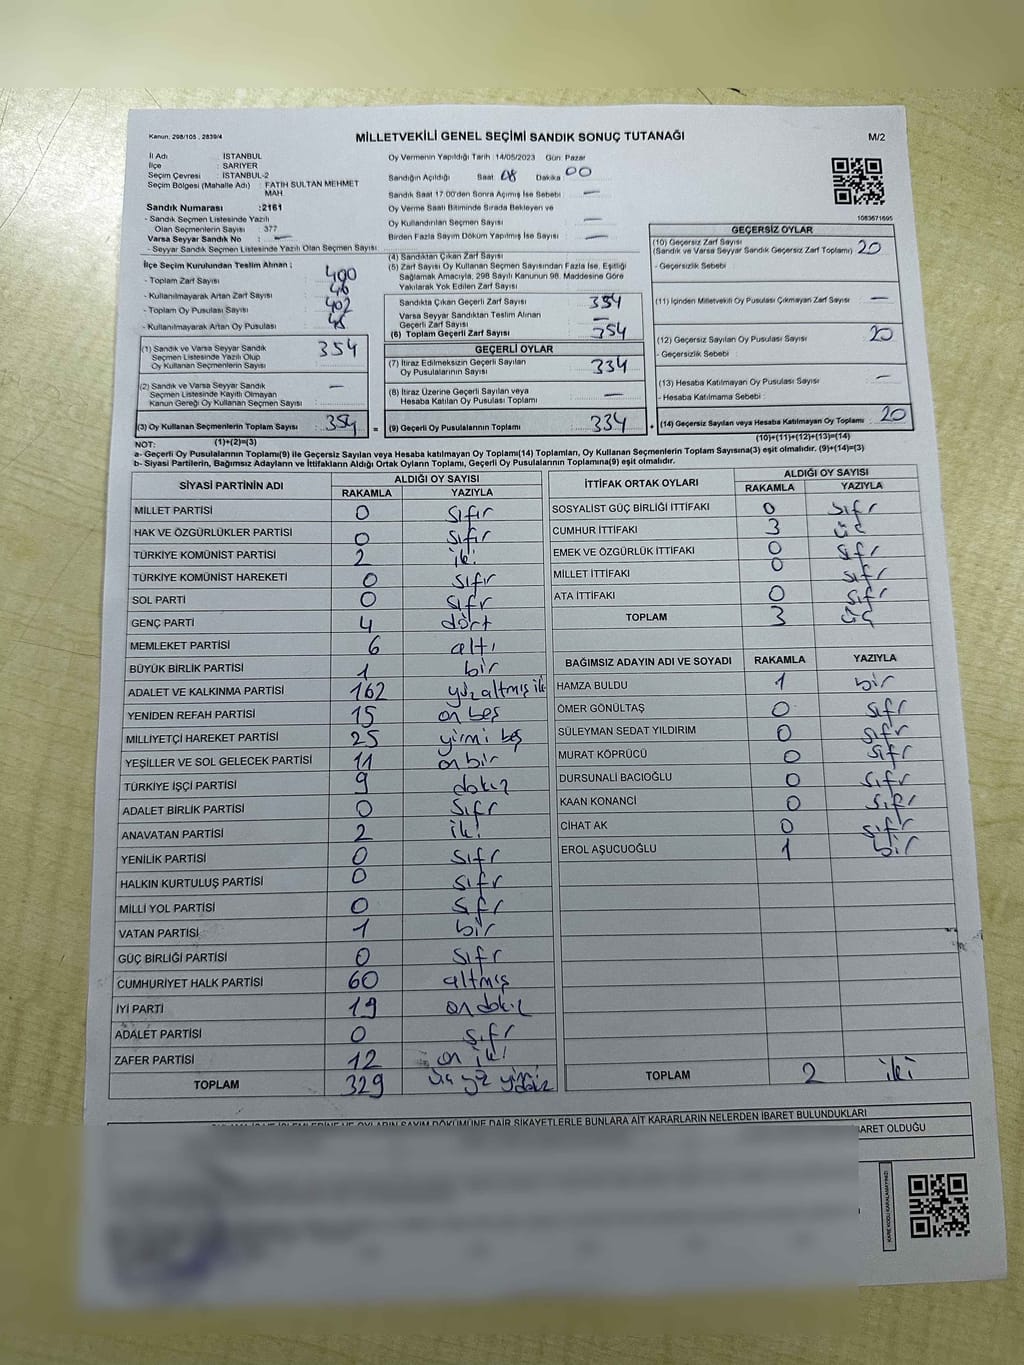 Kanun, 298/105 , 2839/4
MİLLETVEKİLİ GENEL SEÇİMİ SANDIK SONUÇ TUTANAĞI
M/2
İl Adı : İSTANBUL
İlçe : SARIYER
Seçim Çevresi : İSTANBUL-2
Seçim Bölgesi (Mahalle Adı) : FATİH SULTAN MEHMET MAH
Sandık Numarası :2161
- Sandık Seçmen Listesinde Yazılı
Olan Seçmenlerin Sayısı : 377
Varsa Seyyar Sandık No : —
- Seyyar Sandık Seçmen Listesinde Yazılı Olan Seçmen Sayısı:
Oy Vermenin Yapıldığı Tarih :14/05/2023 Gün: Pazar
Sandığın Açıldığı Saat 08 Dakika 00
Sandık Saat 17:00'den Sonra Açılmış İse Sebebi : —
Oy Verme Saati Bitiminde Sırada Bekleyen ve
Oy Kullandırılan Seçmen Sayısı : —
Birden Fazla Sayım Döküm Yapılmış İse Sayısı : —
1083671695
İlçe Seçim Kurulundan Teslim Alınan :
- Toplam Zarf Sayısı : 400
- Kullanılmayarak Artan Zarf Sayısı : 46
- Toplam Oy Pusulası Sayısı : 402
- Kullanılmayarak Artan Oy Pusulası : 48
(4) Sandıktan Çıkan Zarf Sayısı
(5) Zarf Sayısı Oy Kullanan Seçmen Sayısından Fazla İse, Eşitliği
Sağlamak Amacıyla, 298 Sayılı Kanunun 98. Maddesine Göre
Yakılarak Yok Edilen Zarf Sayısı :
Sandıkta Çıkan Geçerli Zarf Sayısı : 354
Varsa Seyyar Sandıktan Teslim Alınan
Geçerli Zarf Sayısı : —
(6) Toplam Geçerli Zarf Sayısı : 354
GEÇERSİZ OYLAR
(10) Geçersiz Zarf Sayısı
(Sandık ve Varsa Seyyar Sandık Geçersiz Zarf Toplamı) : 20
- Geçersizlik Sebebi :
(11) İçinden Milletvekili Oy Pusulası Çıkmayan Zarf Sayısı : —
(12) Geçersiz Sayılan Oy Pusulası Sayısı : 20
- Geçersizlik Sebebi :
(13) Hesaba Katılmayan Oy Pusulası Sayısı : —
- Hesaba Katılmama Sebebi :
(14) Geçersiz Sayılan veya Hesaba Katılmayan Oy Toplamı : 20
(10)+(11)+(12)+(13)=(14)
(1) Sandık ve Varsa Seyyar Sandık
Seçmen Listesinde Yazılı Olup
Oy Kullanan Seçmenlerin Sayısı : 354
(2) Sandık ve Varsa Seyyar Sandık
Seçmen Listesinde Kayıtlı Olmayan
Kanun Gereği Oy Kullanan Seçmen Sayısı : —
(3) Oy Kullanan Seçmenlerin Toplam Sayısı : 354
GEÇERLİ OYLAR
(7) İtiraz Edilmeksizin Geçerli Sayılan
Oy Pusulalarının Sayısı : 334
(8) İtiraz Üzerine Geçerli Sayılan veya
Hesaba Katılan Oy Pusulası Toplamı : —
= (9) Geçerli Oy Pusulalarının Toplamı : 334 +
NOT: (1)+(2)=(3)
a- Geçerli Oy Pusulalarının Toplamı(9) ile Geçersiz Sayılan veya Hesaba katılmayan Oy Toplamı(14) Toplamları, Oy Kullanan Seçmenlerin Toplam Sayısına(3) eşit olmalıdır. (9)+(14)=(3)
b- Siyasi Partilerin, Bağımsız Adayların ve İttifakların Aldığı Ortak Oyların Toplamı, Geçerli Oy Pusulalarının Toplamına(9) eşit olmalıdır.
SİYASİ PARTİNİN ADI ALDIĞI OY SAYISI
RAKAMLA YAZIYLA
MİLLET PARTİSİ 0 sıfır
HAK VE ÖZGÜRLÜKLER PARTİSİ 0 sıfır
TÜRKİYE KOMÜNİST PARTİSİ 2 iki
TÜRKİYE KOMÜNİST HAREKETİ 0 sıfır
SOL PARTİ 0 sıfr
GENÇ PARTİ 4 dört
MEMLEKET PARTİSİ 6 altı
BÜYÜK BİRLİK PARTİSİ 1 bir
ADALET VE KALKINMA PARTİSİ 162 yüz altmış iki
YENİDEN REFAH PARTİSİ 15 on beş
MİLLİYETÇİ HAREKET PARTİSİ 25 yirmi beş
YEŞİLLER VE SOL GELECEK PARTİSİ 11 on bir
TÜRKİYE İŞÇİ PARTİSİ 9 dokuz
ADALET BİRLİK PARTİSİ 0 sıfr
ANAVATAN PARTİSİ 2 iki
YENİLİK PARTİSİ 0 sıfr
HALKIN KURTULUŞ PARTİSİ 0 sıfr
MİLLİ YOL PARTİSİ 0 sıfr
VATAN PARTİSİ 1 bir
GÜÇ BİRLİĞİ PARTİSİ 0 sıfr
CUMHURİYET HALK PARTİSİ 60 altmış
İYİ PARTİ 19 on dokuz
ADALET PARTİSİ 0 sıfr
ZAFER PARTİSİ 12 on iki
TOPLAM 329 üç yüz yirmi dokuz
İTTİFAK ORTAK OYLARI ALDIĞI OY SAYISI
RAKAMLA YAZIYLA
SOSYALİST GÜÇ BİRLİĞİ İTTİFAKI 0 sıfr
CUMHUR İTTİFAKI 3 üç
EMEK VE ÖZGÜRLÜK İTTİFAKI 0 sıfr
MİLLET İTTİFAKI 0 sıfr
ATA İTTİFAKI 0 sıfr
TOPLAM 3 üç
BAĞIMSIZ ADAYIN ADI VE SOYADI RAKAMLA YAZIYLA
HAMZA BULDU 1 bir
ÖMER GÖNÜLTAŞ 0 sıfr
SÜLEYMAN SEDAT YILDIRIM 0 sıfr
MURAT KÖPRÜCÜ 0 sıfr
DURSUNALİ BACIOĞLU 0 sıfr
KAAN KONANCİ 0 sıfr
CİHAT AK 0 sıfr
EROL AŞUCUOĞLU 1 bir
TOPLAM 2 iki
DÖKÜMÜNE DAİR ŞİKAYETLERLE BUNLARA AİT KARARLARIN NELERDEN İBARET BULUNDUKLARI
BARET OLDUĞU